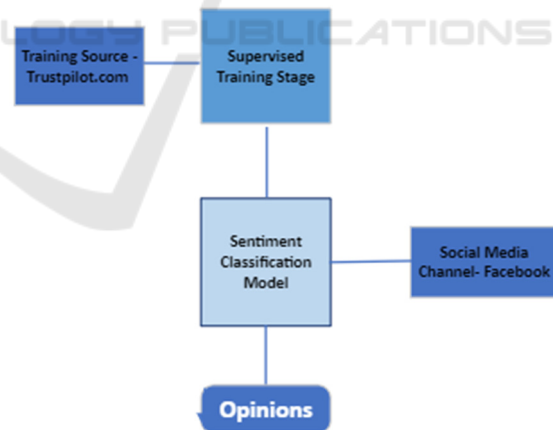 LOGY PUBLICATIONS
Training Source -
Trustpilot.com
Supervised
Training Stage
Sentiment
Classification
Model
Social Media
Channel- Facebook
Opinions